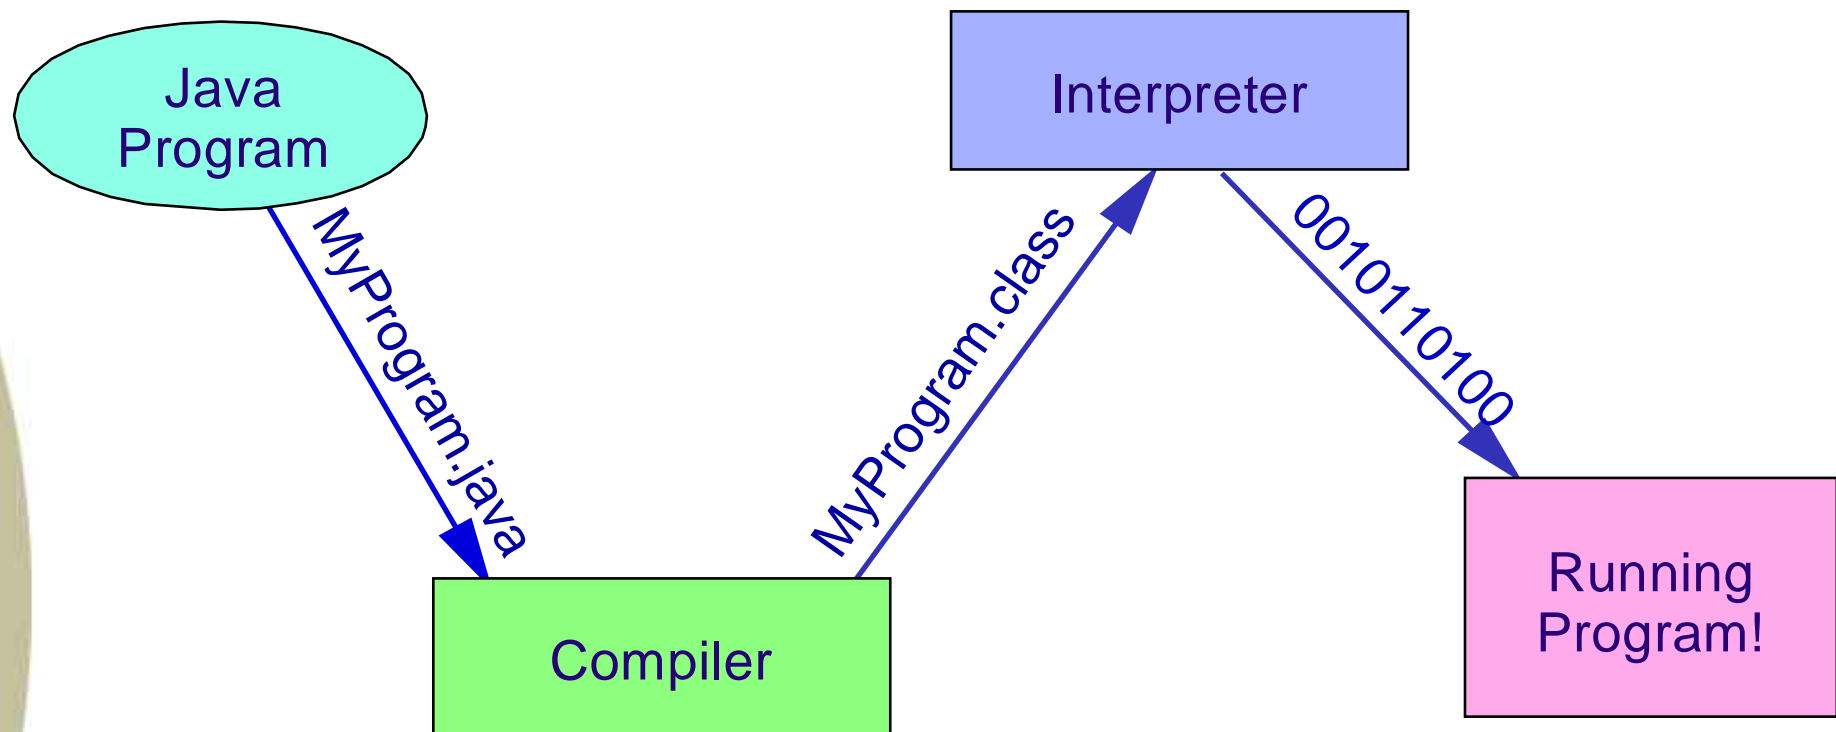 Java
Program
MyProgram.java
Compiler
MyProgram.class
Interpreter
0010110100
Running
Program!